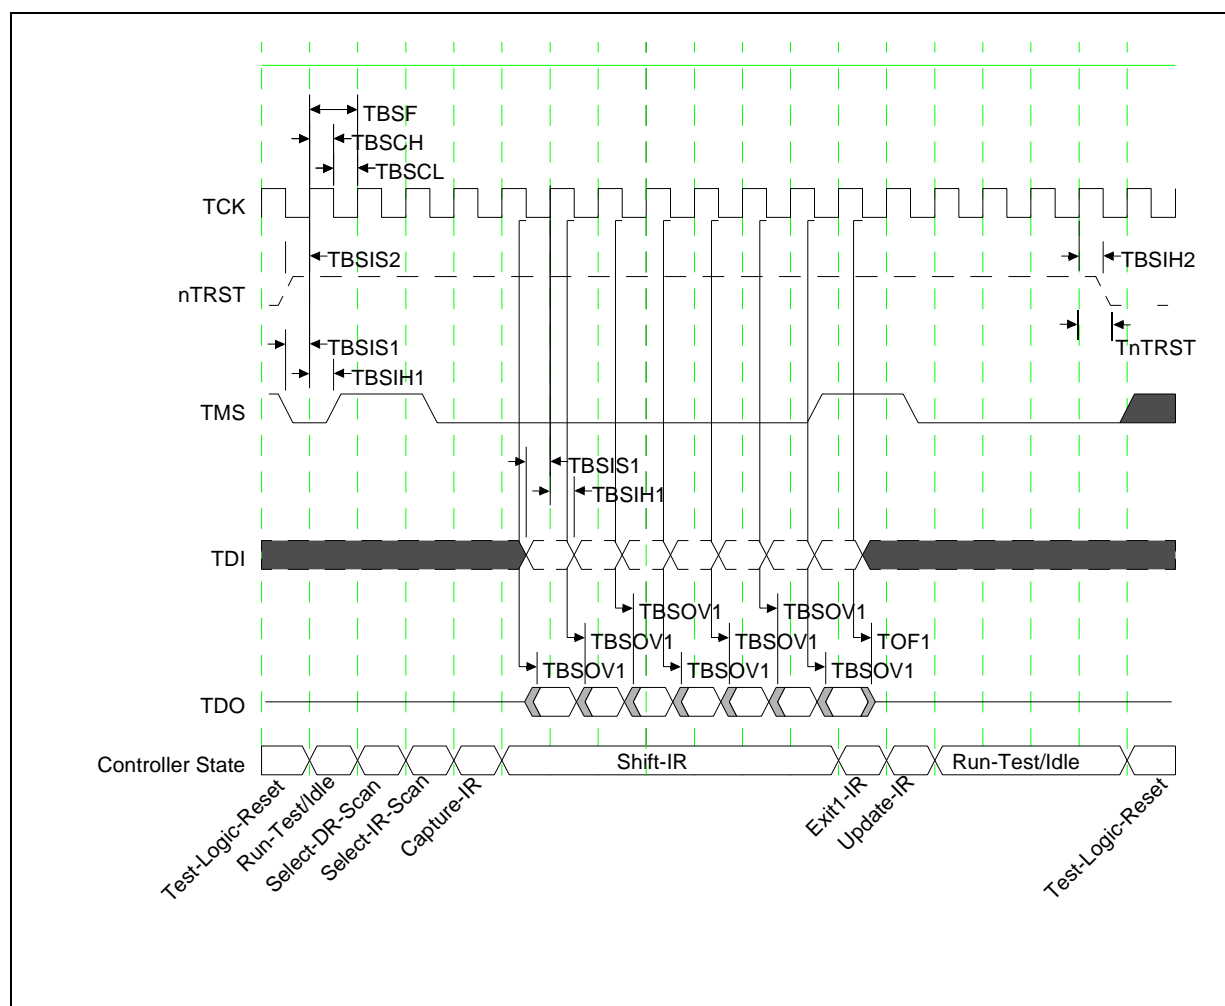 TBSF
TBSCH
TBSCL
TCK
TBSIS2
TBSIH2
nTRST
TBSIS1
TnTRST
TBSIH1
TMS
TBSIS1
TBSIH1
TDI
TBSOV1 TBSOV1
TBSOV1 TBSOV1 TOF1
TBSOV1 TBSOV1 TBSOV1
TDO
Controller State Shift-IR Run-Test/Idle
Test-Logic-Reset
Run-Test/Idle
Select-DR-Scan
Select-IR-Scan
Capture-IR
Exit1-IR
Update-IR
Test-Logic-Reset